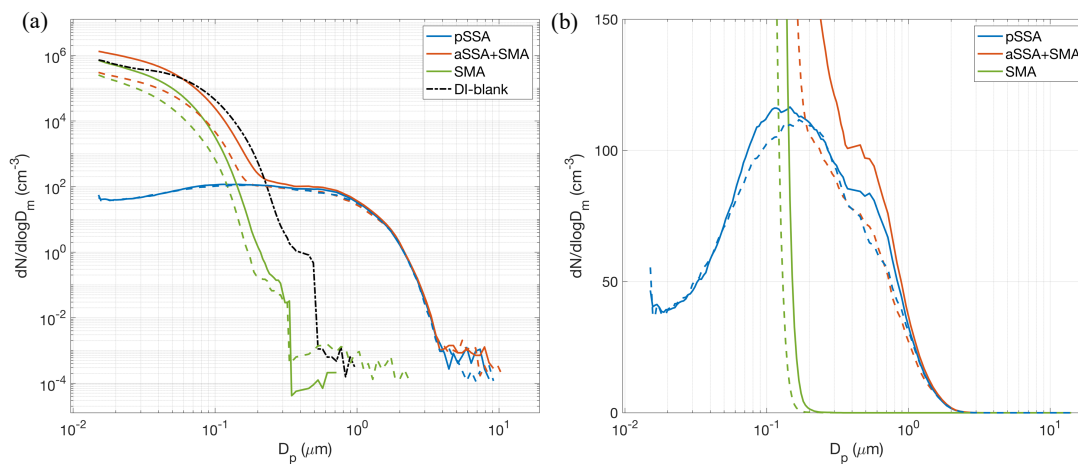 (a)
pSSA
aSSA+SMA
SMA
DI-blank
dN/dlogD_m (cm^-3)
10^6
10^4
10^2
10^0
10^-2
10^-4
10^-2
10^-1
10^0
10^1
D_p (μm)
(b)
pSSA
aSSA+SMA
SMA
dN/dlogD_m (cm^-3)
150
100
50
0
10^-2
10^-1
10^0
10^1
D_p (μm)